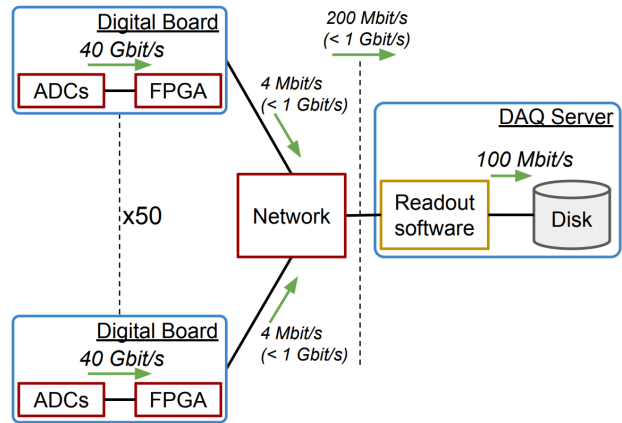 Digital Board
40 Gbit/s
ADCs
FPGA
200 Mbit/s
(< 1 Gbit/s)
4 Mbit/s
(< 1 Gbit/s)
DAQ Server
100 Mbit/s
Readout
software
Disk
Network
x50
Digital Board
40 Gbit/s
ADCs
FPGA
4 Mbit/s
(< 1 Gbit/s)